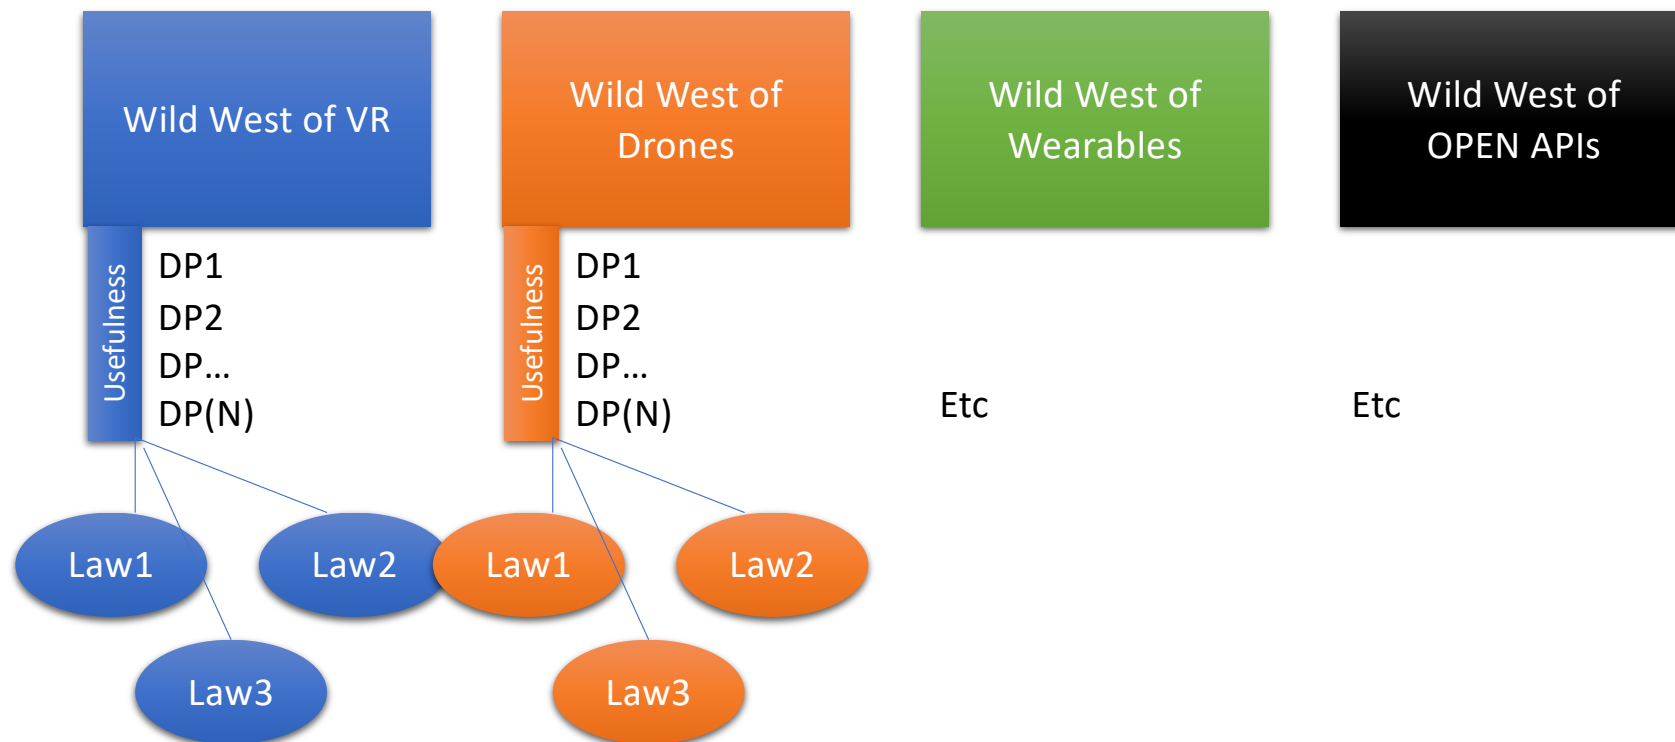 Wild West of VR
Wild West of
Drones
Wild West of
Wearables
Wild West of
OPEN APIs
Usefulness
DP1
DP2
DP...
DP(N)
Usefulness
DP1
DP2
DP...
DP(N)
Etc
Etc
Law1
Law2
Law1
Law2
Law3
Law3